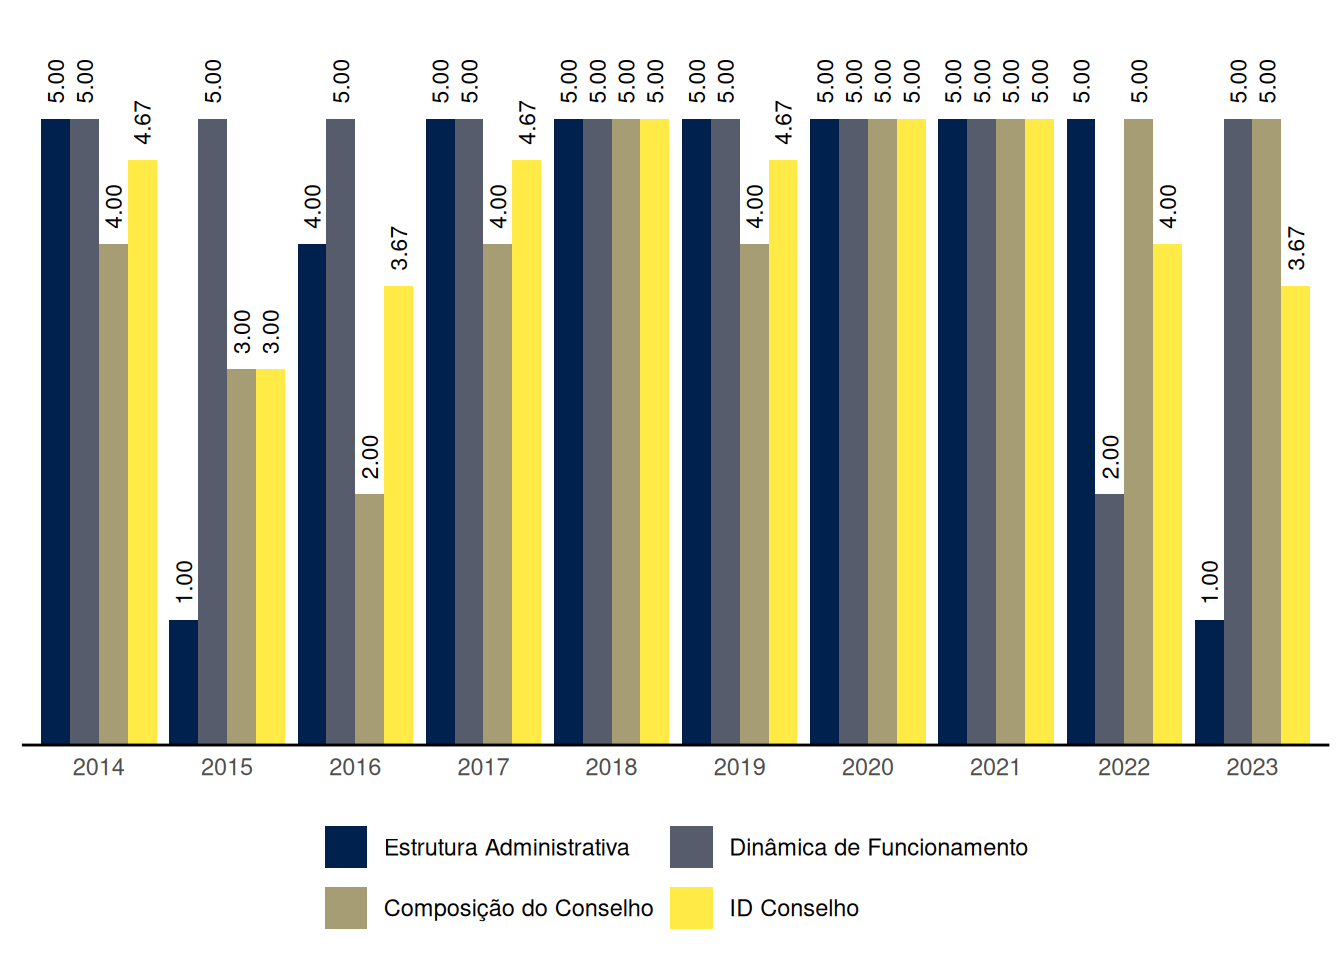 5.00 5.00 4.00 4.67 1.00 5.00 3.00 3.00 4.00 5.00 2.00 3.67 5.00 5.00 4.00 4.67 5.00 5.00 5.00 5.00 5.00 5.00 4.00 4.67 5.00 5.00 5.00 5.00 5.00 5.00 5.00 5.00 5.00 2.00 5.00 4.00 1.00 5.00 5.00 3.67
2014 2015 2016 2017 2018 2019 2020 2021 2022 2023
Estrutura Administrativa Dinâmica de Funcionamento
Composição do Conselho ID Conselho